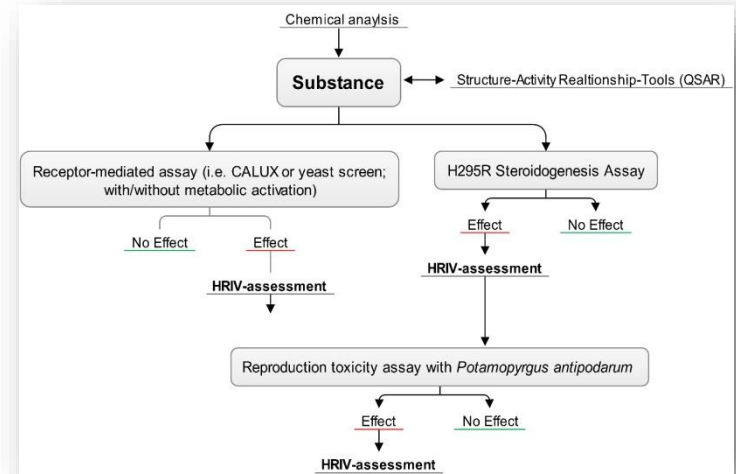 Chemical anaylsis
Substance
Structure-Activity Realtionship-Tools (QSAR)
Receptor-mediated assay (i.e. CALUX or yeast screen;
with/without metabolic activation)
H295R Steroidogenesis Assay
No Effect
Effect
Effect
No Effect
HRIV-assessment
HRIV-assessment
Reproduction toxicity assay with Potamopyrgus antipodarum
Effect
No Effect
HRIV-assessment